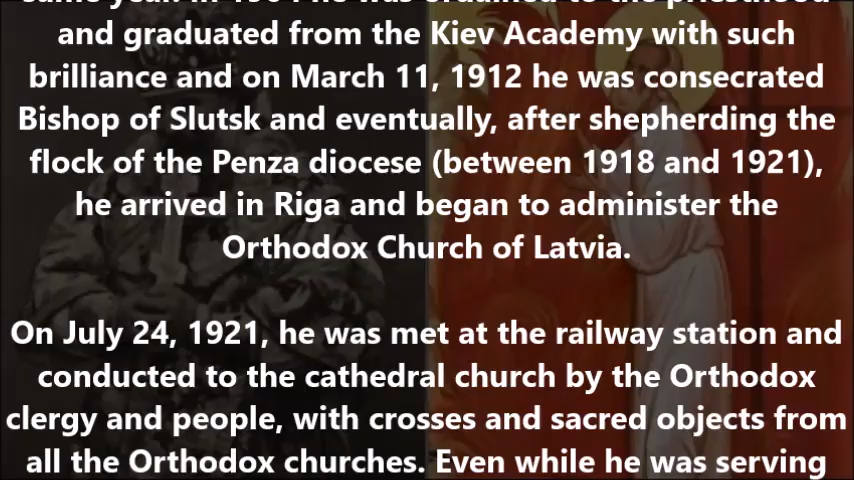 same year. In 1904 he was ordained to the priesthood
and graduated from the Kiev Academy with such
brilliance and on March 11, 1912 he was consecrated
Bishop of Slutsk and eventually, after shepherding the
flock of the Penza diocese (between 1918 and 1921),
he arrived in Riga and began to administer the
Orthodox Church of Latvia.
On July 24, 1921, he was met at the railway station and
conducted to the cathedral church by the Orthodox
clergy and people, with crosses and sacred objects from
all the Orthodox churches. Even while he was serving